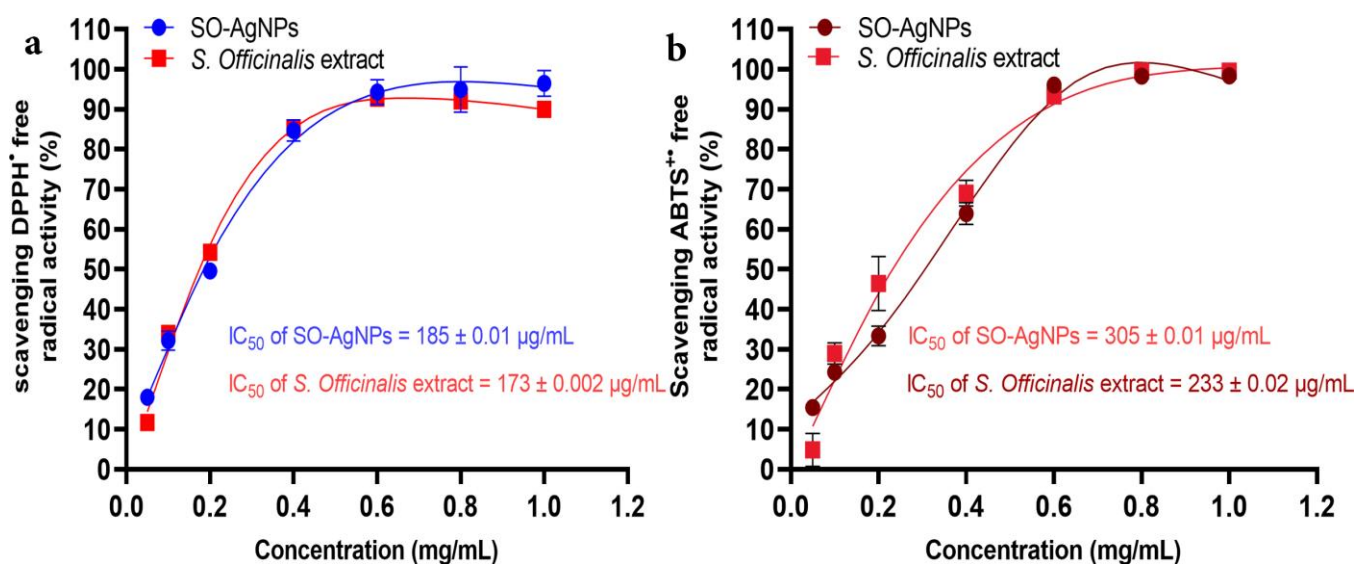 a
SO-AgNPs
S. Officinalis extract
scavenging DPPH• free
radical activity (%)
110
100
90
80
70
60
50
40
30
20
10
0
IC50 of SO-AgNPs = 185 ± 0.01 µg/mL
IC50 of S. Officinalis extract = 173 ± 0.002 µg/mL
0.0 0.2 0.4 0.6 0.8 1.0 1.2
Concentration (mg/mL)
b
SO-AgNPs
S. Officinalis extract
Scavenging ABTS+• free
radical activity (%)
110
100
90
80
70
60
50
40
30
20
10
0
IC50 of SO-AgNPs = 305 ± 0.01 µg/mL
IC50 of S. Officinalis extract = 233 ± 0.02 µg/mL
0.0 0.2 0.4 0.6 0.8 1.0 1.2
Concentration (mg/mL)